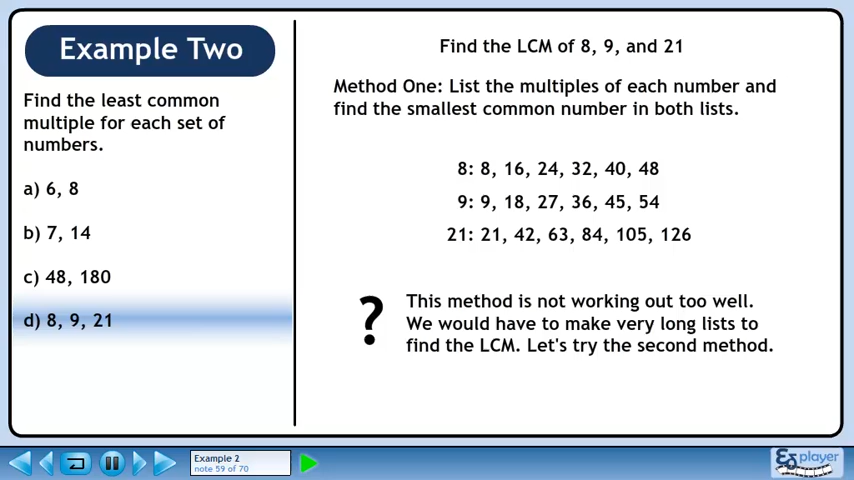 Example Two
Find the least common
multiple for each set of
numbers.
a) 6, 8
b) 7, 14
c) 48, 180
d) 8, 9, 21
Find the LCM of 8, 9, and 21
Method One: List the multiples of each number and
find the smallest common number in both lists.
8: 8, 16, 24, 32, 40, 48
9: 9, 18, 27, 36, 45, 54
21: 21, 42, 63, 84, 105, 126
?
This method is not working out too well.
We would have to make very long lists to
find the LCM. Let's try the second method.
Example 2
note 59 of 70
player